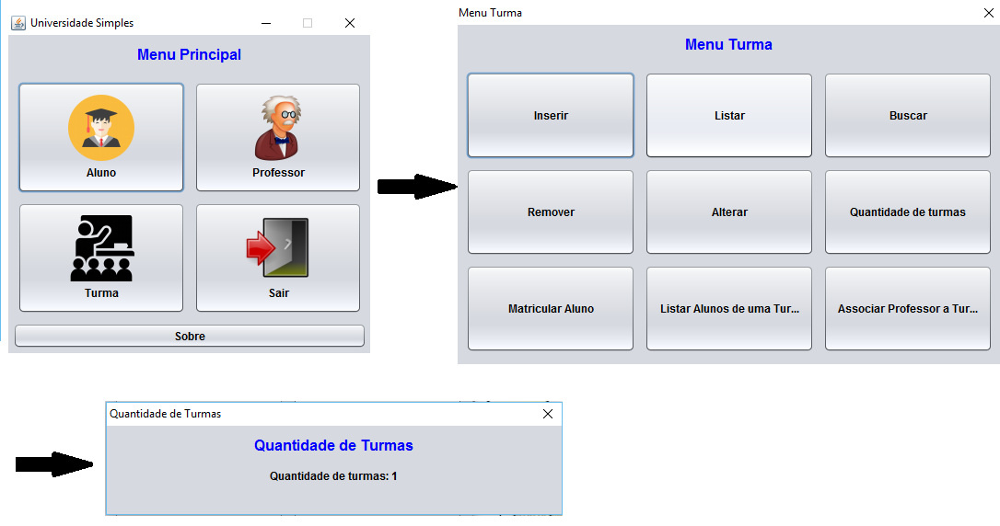 Universidade Simples
Menu Principal
Aluno
Professor
Turma
Sair
Sobre
Menu Turma
Menu Turma
Inserir
Listar
Buscar
Remover
Alterar
Quantidade de turmas
Matricular Aluno
Listar Alunos de uma Tur...
Associar Professor a Tur...
Quantidade de Turmas
Quantidade de Turmas
Quantidade de turmas: 1